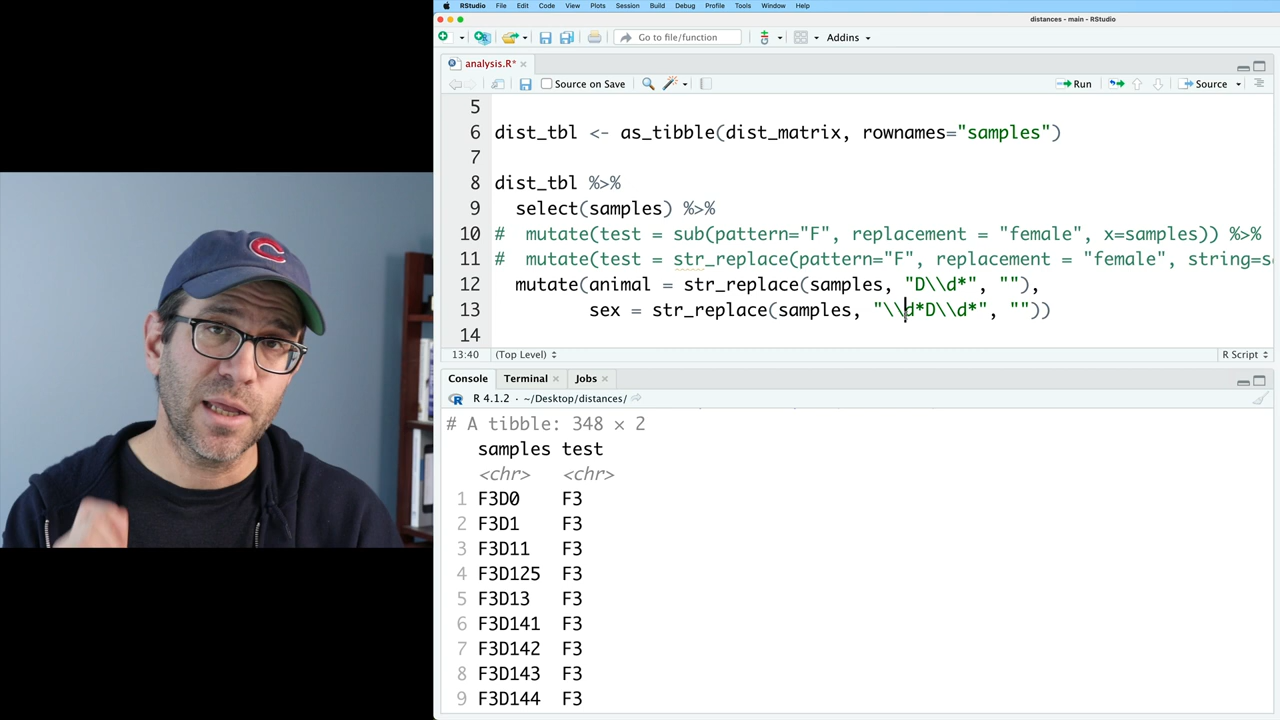 RStudio File Edit Code View Plots Session Build Debug Profile Tools Window Help
distances - main - RStudio
Go to file/function Addins
analysis.R*
Source on Save Run Source
5
6 dist_tbl <- as_tibble(dist_matrix, rownames="samples")
7
8 dist_tbl %>%
9 select(samples) %>%
10 # mutate(test = sub(pattern="F", replacement = "female", x=samples)) %>%
11 # mutate(test = str_replace(pattern="F", replacement = "female", string=s
12 mutate(animal = str_replace(samples, "D\\d*", ""),
13 sex = str_replace(samples, "\\d*D\\d*", ""))
14
13:40 (Top Level) R Script
Console Terminal Jobs
R 4.1.2 · ~/Desktop/distances/
# A tibble: 348 × 2
samples test
<chr> <chr>
1 F3D0 F3
2 F3D1 F3
3 F3D11 F3
4 F3D125 F3
5 F3D13 F3
6 F3D141 F3
7 F3D142 F3
8 F3D143 F3
9 F3D144 F3